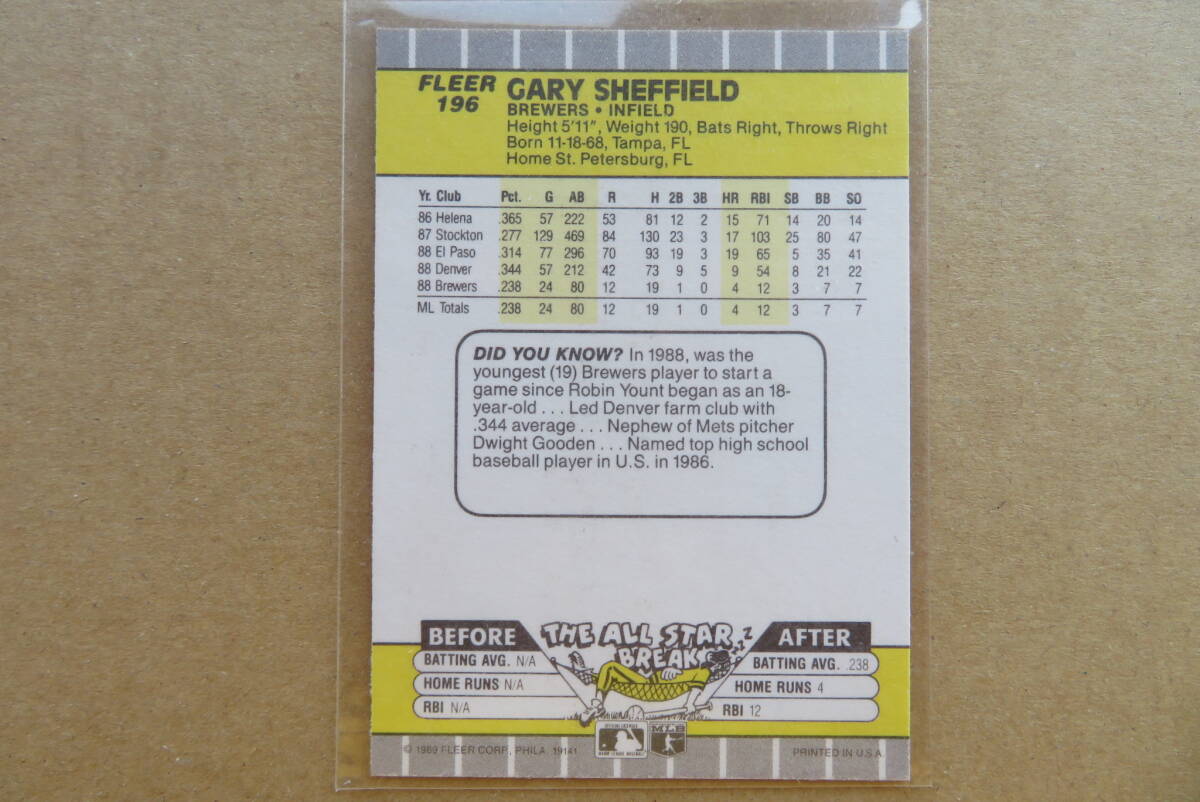 FLEER
196
GARY SHEFFIELD
BREWERS • INFIELD
Height 5'11", Weight 190, Bats Right, Throws Right
Born 11-18-68, Tampa, FL
Home St. Petersburg, FL
Yr. Club Pct. G AB R H 2B 3B HR RBI SB BB SO
86 Helena .365 57 222 53 81 12 2 15 71 14 20 14
87 Stockton .277 129 469 84 130 23 3 17 103 25 80 47
88 El Paso .314 77 296 70 93 19 3 19 65 5 35 41
88 Denver .344 57 212 42 73 9 5 9 54 8 21 22
88 Brewers .238 24 80 12 19 1 0 4 12 3 7 7
ML Totals .238 24 80 12 19 1 0 4 12 3 7 7
DID YOU KNOW? In 1988, was the
youngest (19) Brewers player to start a
game since Robin Yount began as an 18-
year-old . . . Led Denver farm club with
.344 average . . . Nephew of Mets pitcher
Dwight Gooden . . . Named top high school
baseball player in U.S. in 1986.
BEFORE THE ALL STAR BREAK AFTER
BATTING AVG. N/A BATTING AVG. .238
HOME RUNS N/A HOME RUNS 4
RBI N/A RBI 12
MLB
© 1989 FLEER CORP., PHILA. 19141 PRINTED IN U.S.A.